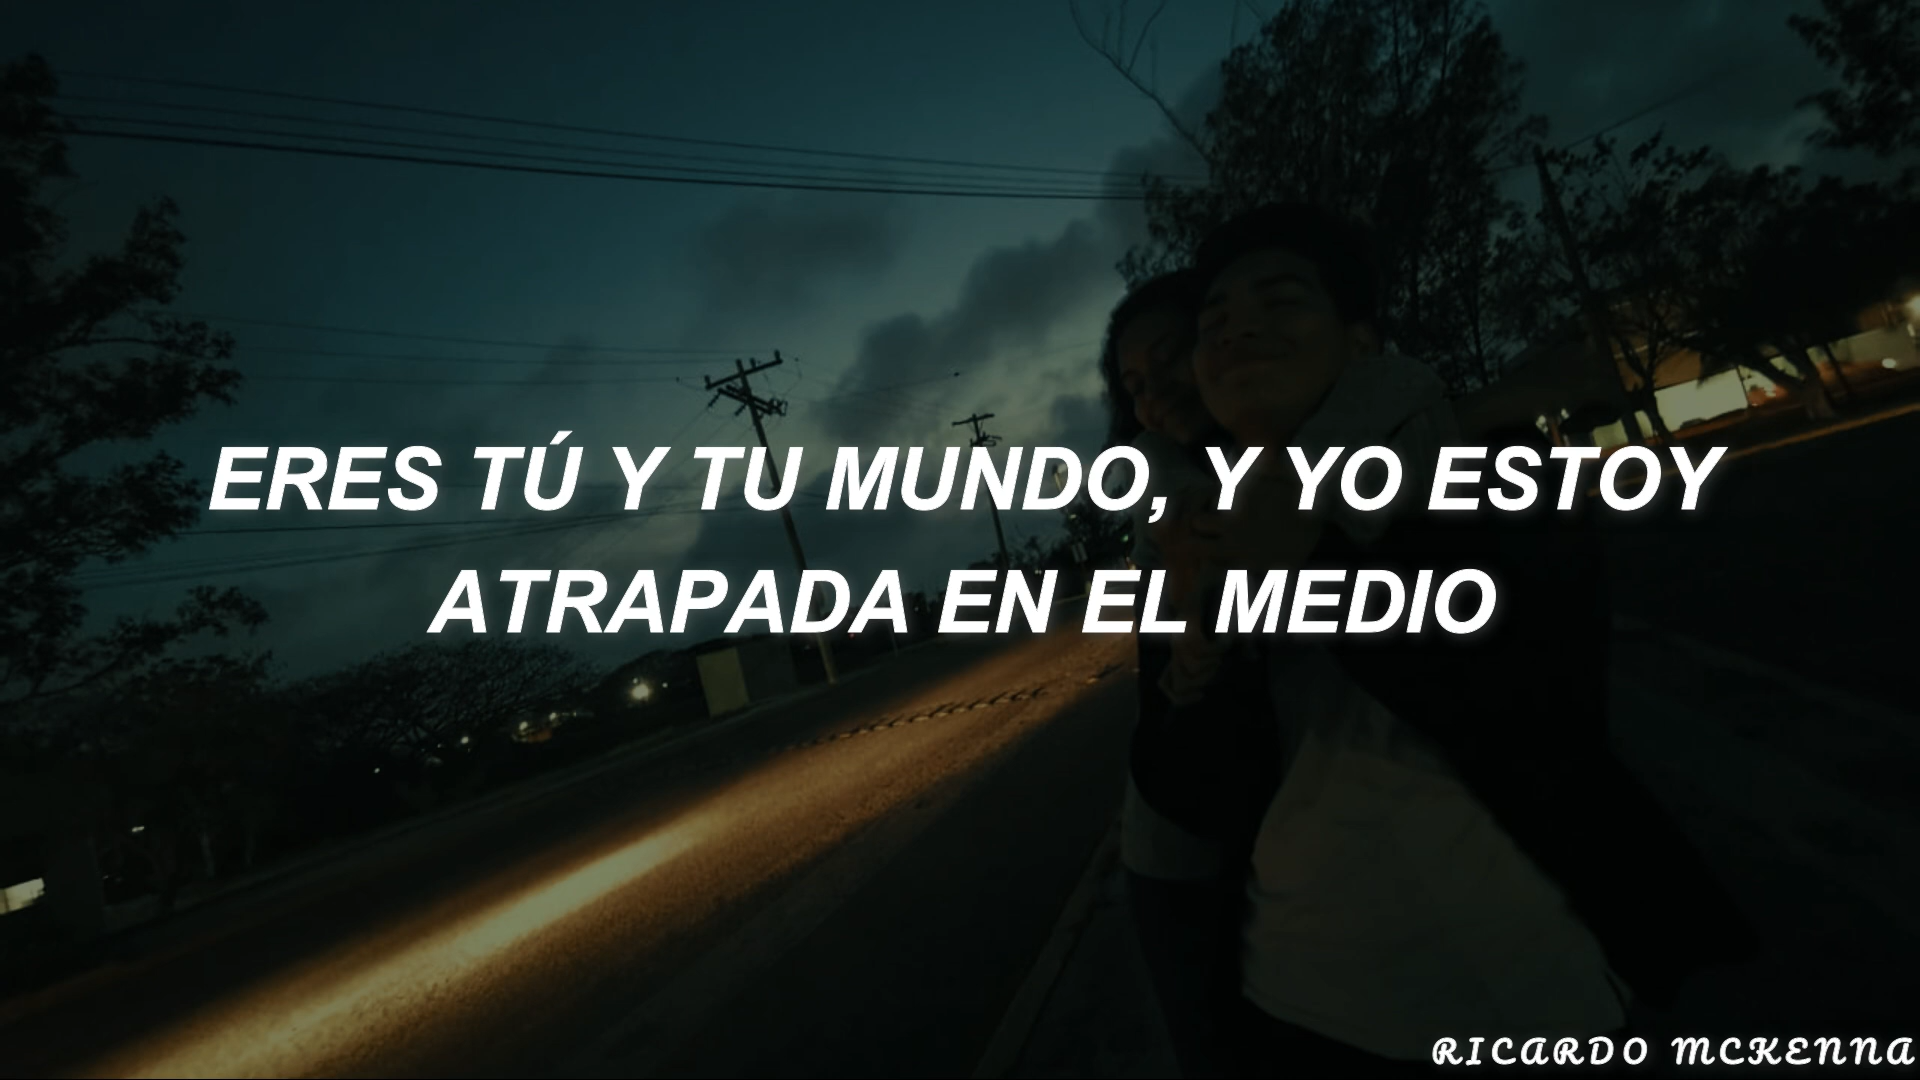 ERES TÚ Y TU MUNDO, Y YO ESTOY
ATRAPADA EN EL MEDIO
RICARDO MCKENNA